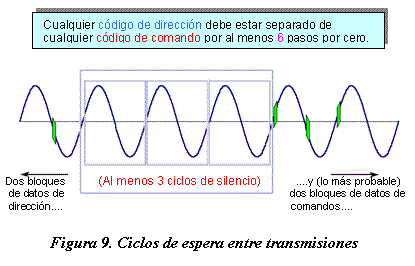 Cualquier código de dirección debe estar separado de
cualquier código de comando por al menos 6 pasos por cero.
(Al menos 3 ciclos de silencio)
Dos bloques
de datos de
dirección....
....y (lo más probable)
dos bloques de datos de
comandos....
Figura 9. Ciclos de espera entre transmisiones